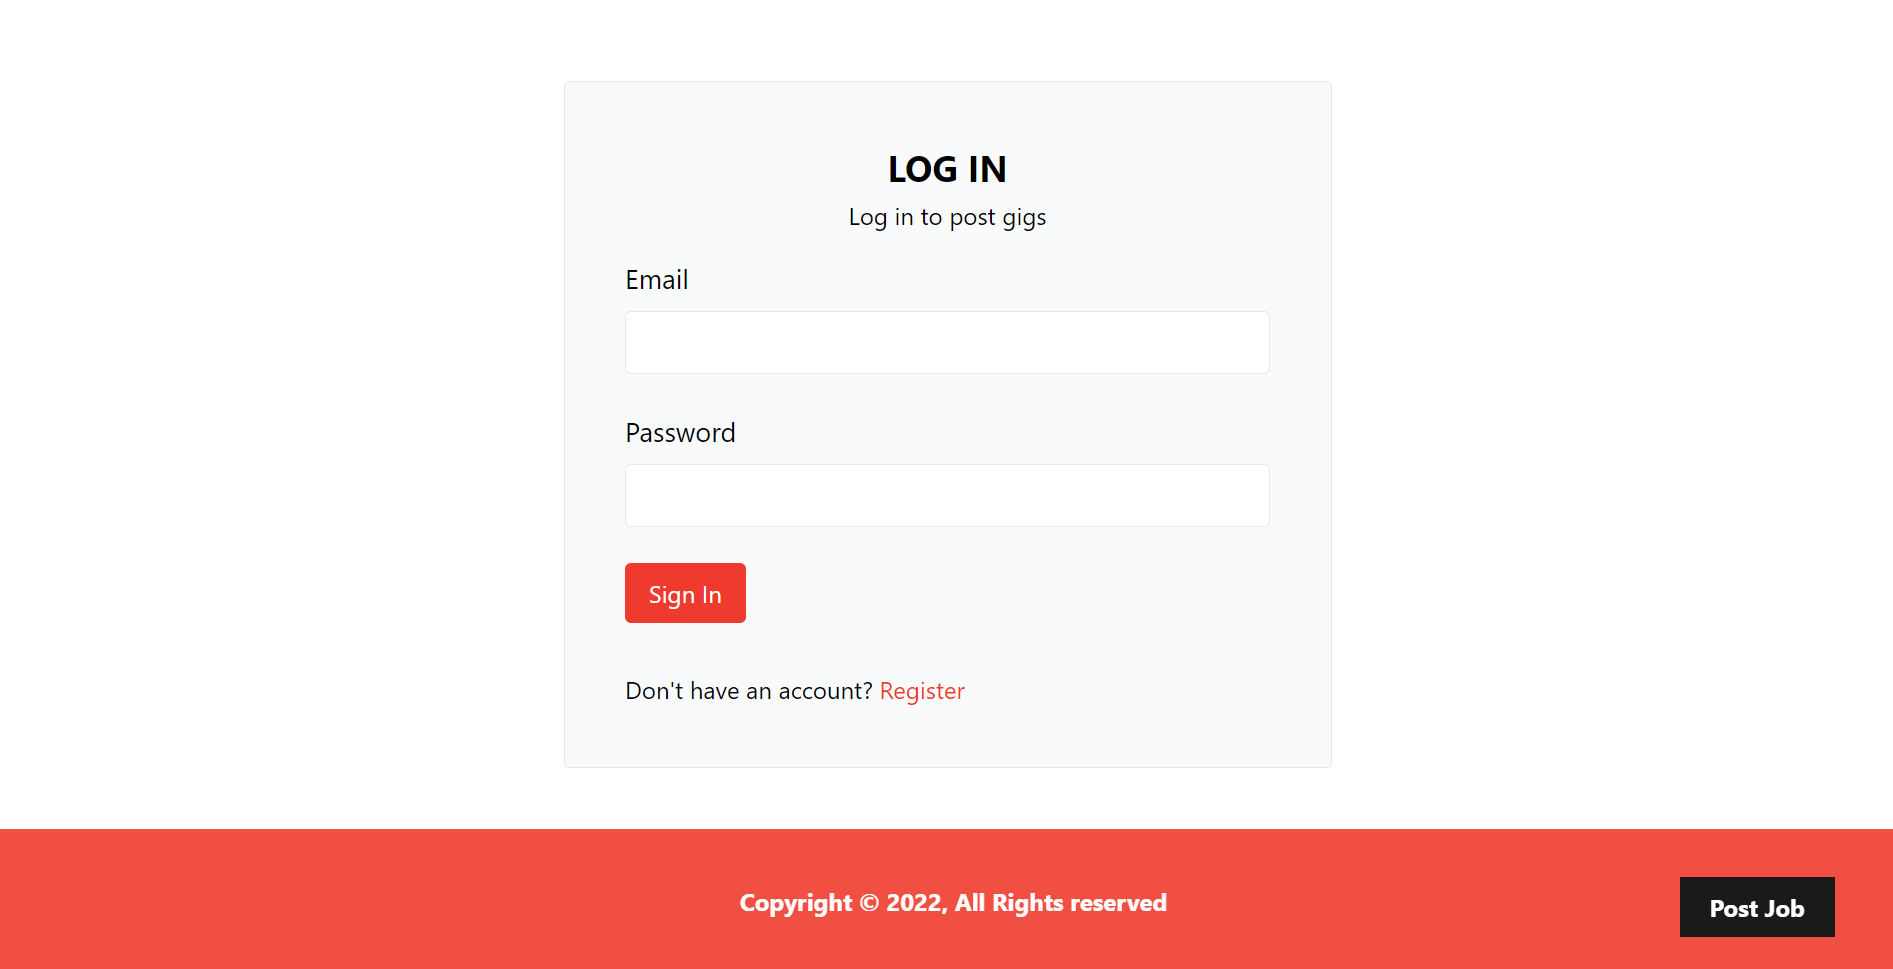 LOG IN
Log in to post gigs
Email
Password
Sign In
Don't have an account? Register
Copyright © 2022, All Rights reserved
Post Job